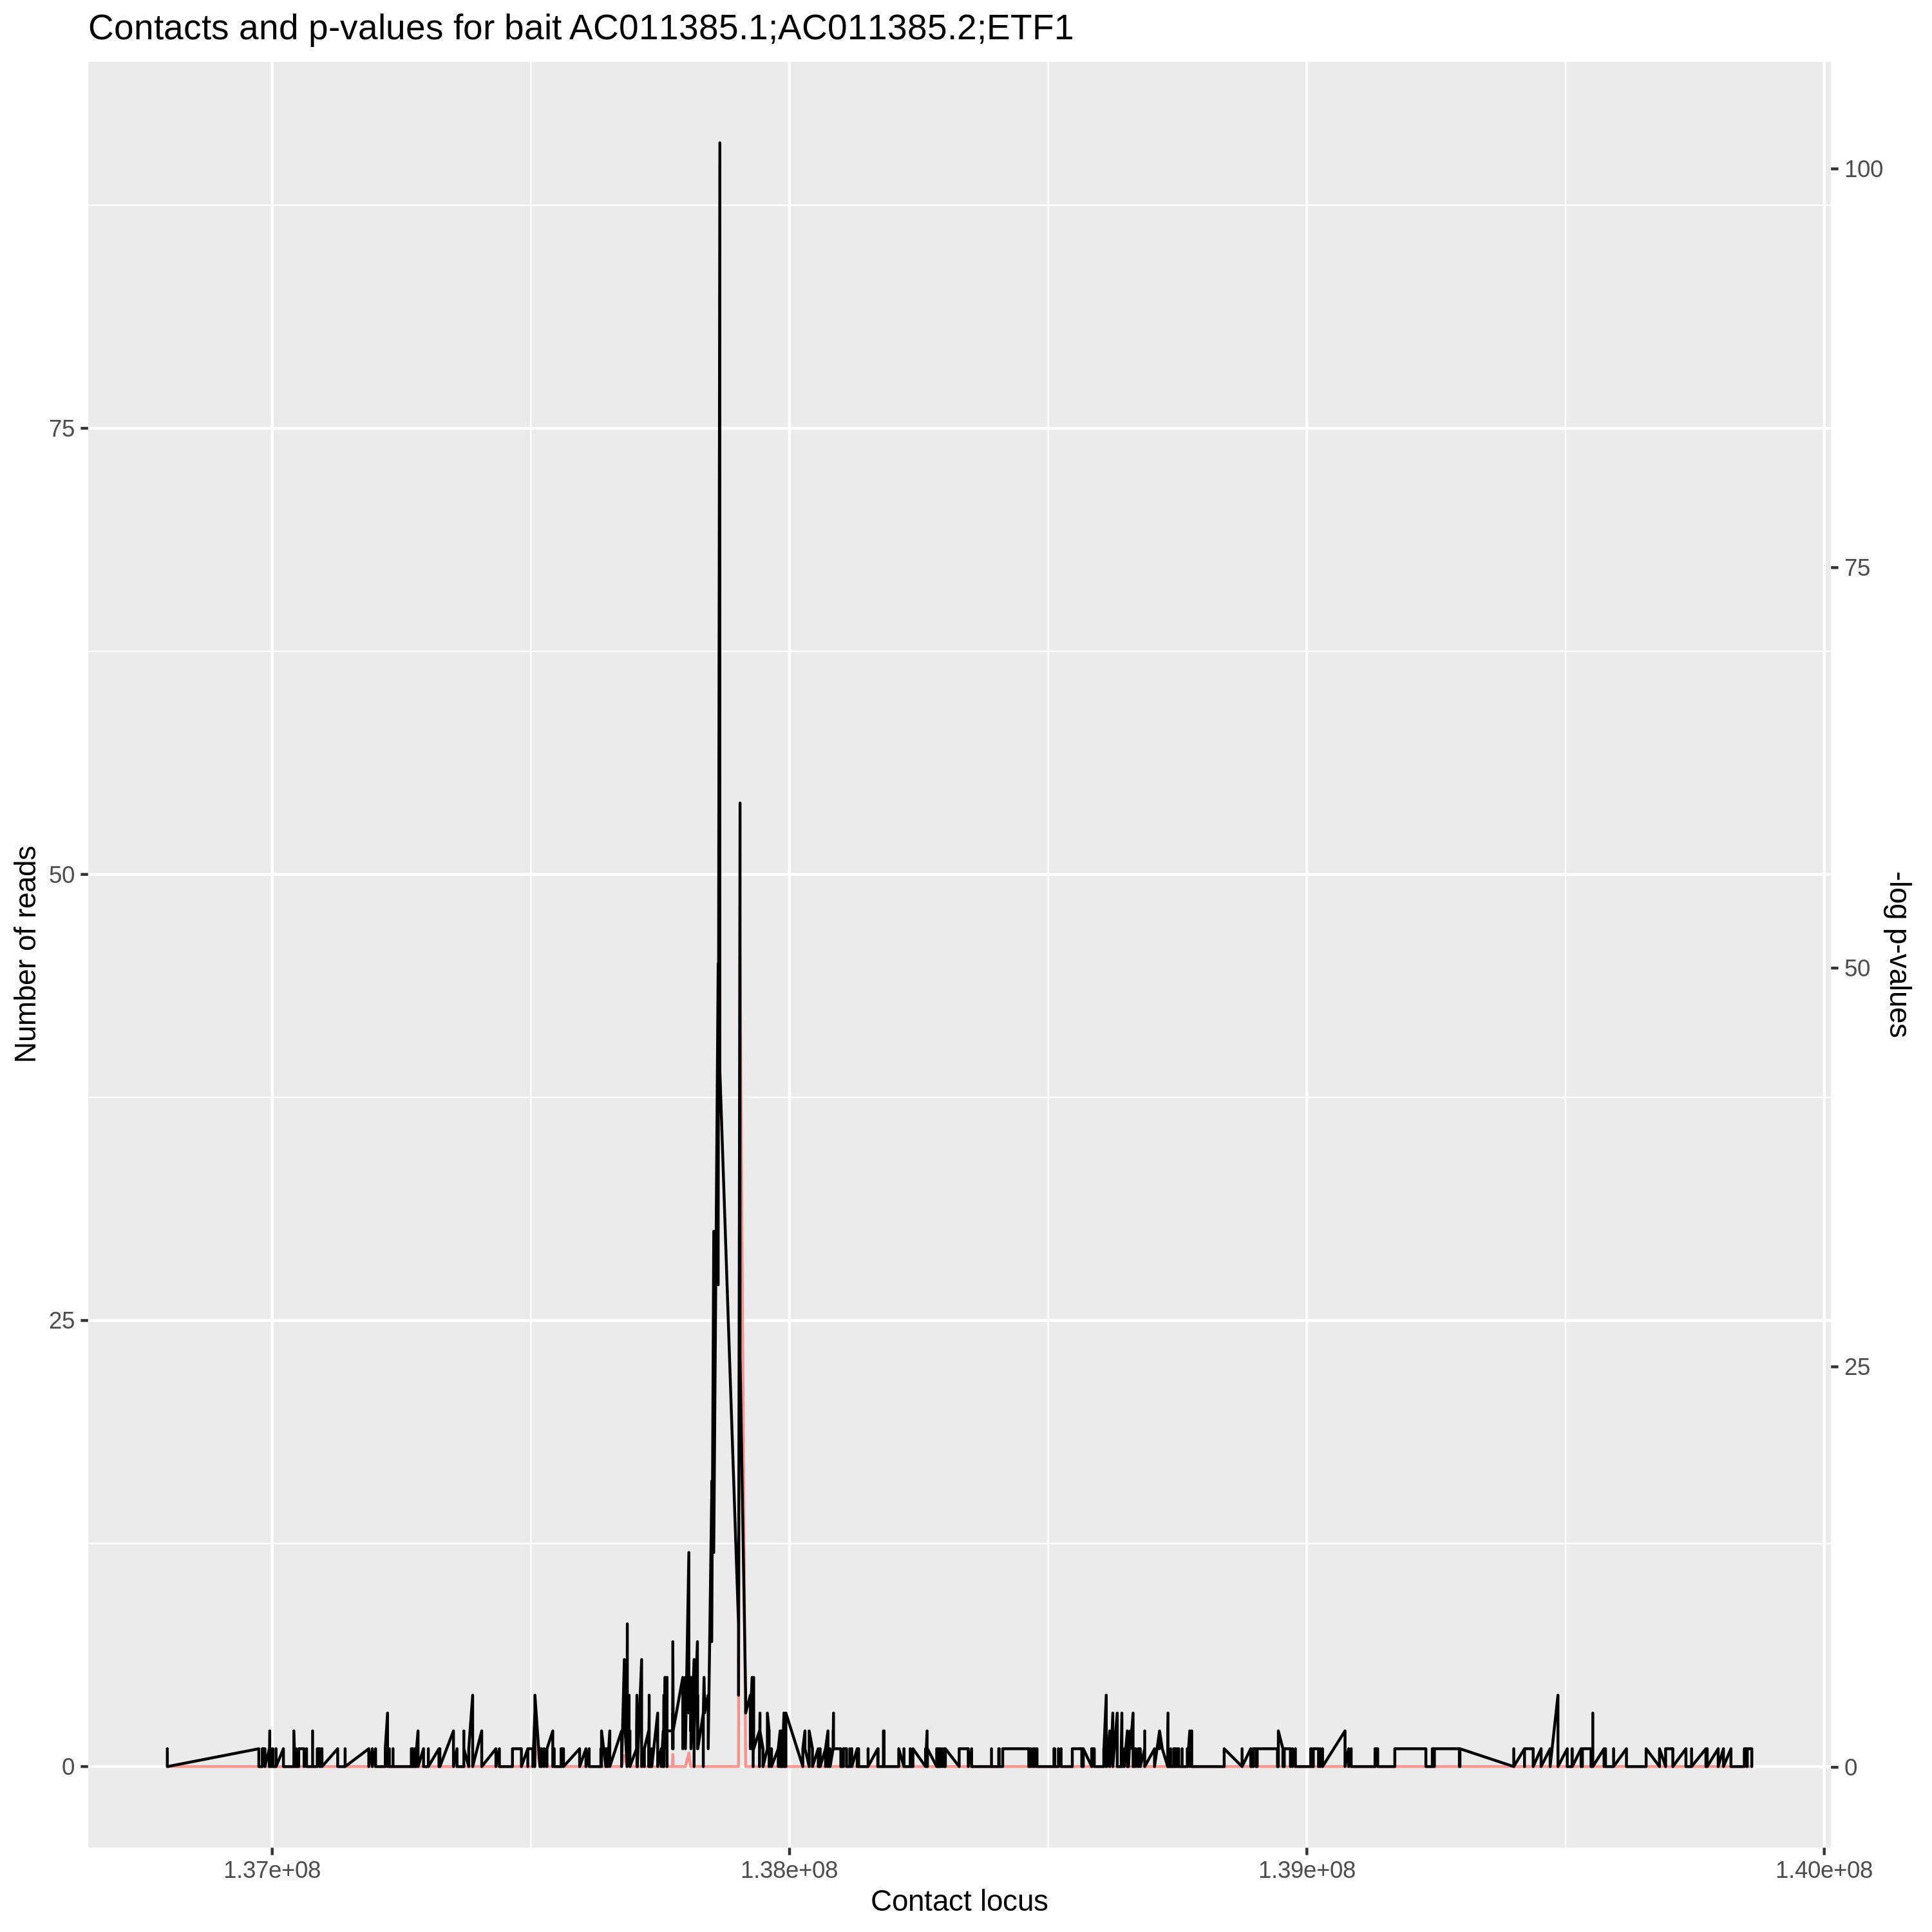 Contacts and p-values for bait AC011385.1;AC011385.2;ETF1
Number of reads
75
50
25
0
100
75
50
25
0
-log p-values
1.37e+08
1.38e+08
1.39e+08
1.40e+08
Contact locus